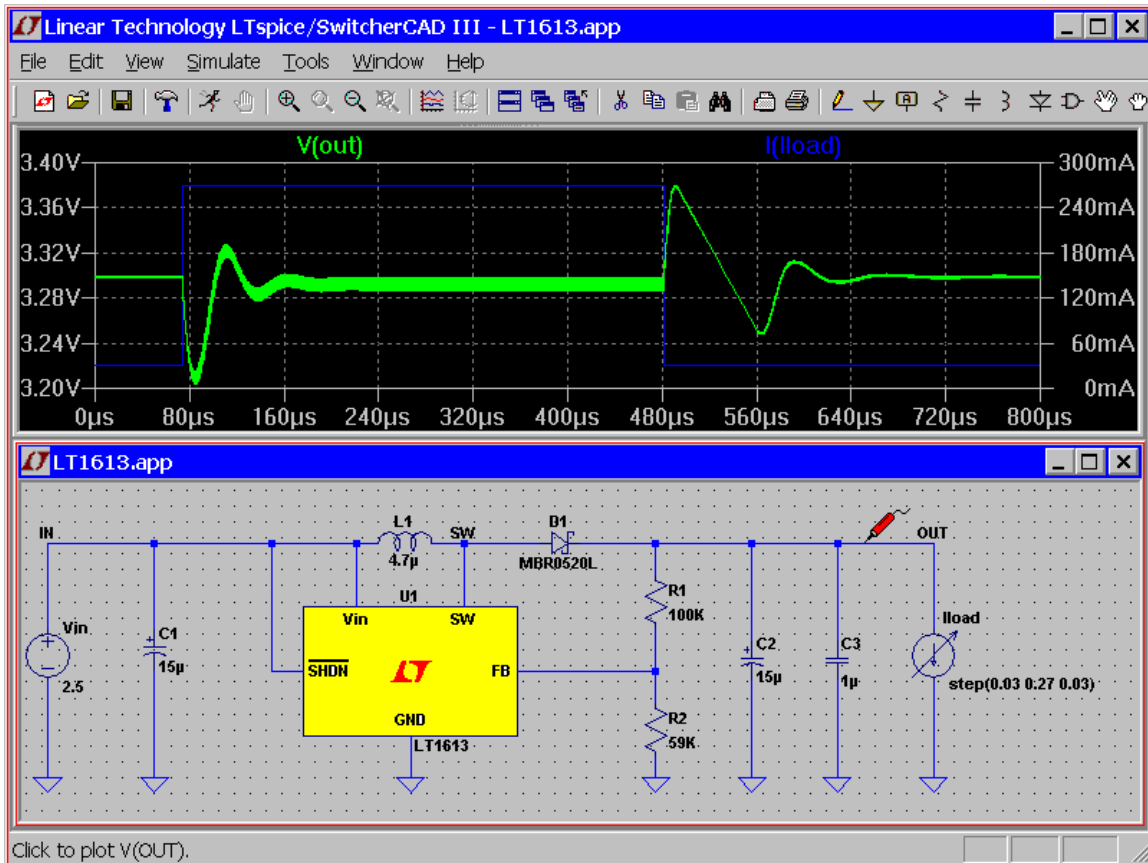 Linear Technology LTspice/SwitcherCAD III - LT1613.app
File Edit View Simulate Tools Window Help
V(out) I(Iload)
3.40V 300mA
3.36V 240mA
3.32V 180mA
3.28V 120mA
3.24V 60mA
3.20V 0mA
0µs 80µs 160µs 240µs 320µs 400µs 480µs 560µs 640µs 720µs 800µs
LT1613.app
IN L1 SW D1 OUT
4.7µ MBR0520L
U1 R1
Vin SW 100K Iload
Vin C1 C2 C3
15µ SHDN FB 15µ 1µ step(0.03 0.27 0.03)
2.5
GND R2
LT1613 59K
Click to plot V(OUT).